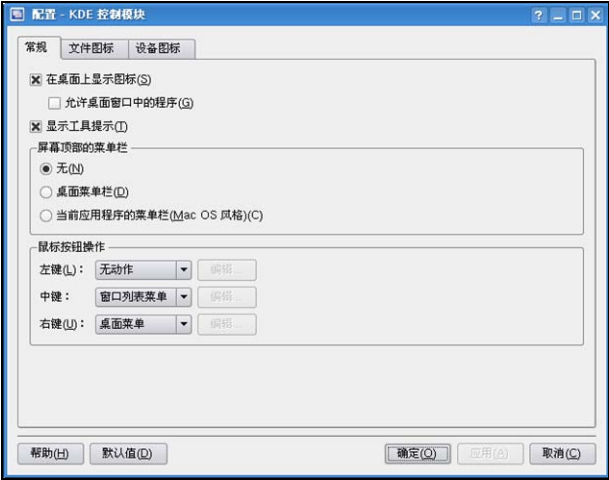 配置 - KDE 控制模块
常规 文件图标 设备图标
在桌面上显示图标(S)
允许桌面窗口中的程序(G)
显示工具提示(T)
屏幕顶部的菜单栏
无(N)
桌面菜单栏(D)
当前应用程序的菜单栏(Mac OS 风格)(C)
鼠标按钮操作
左键(L)： 无动作 编辑...
中键： 窗口列表菜单 编辑...
右键(U)： 桌面菜单 编辑...
帮助(H) 默认值(D) 确定(O) 应用(A) 取消(C)